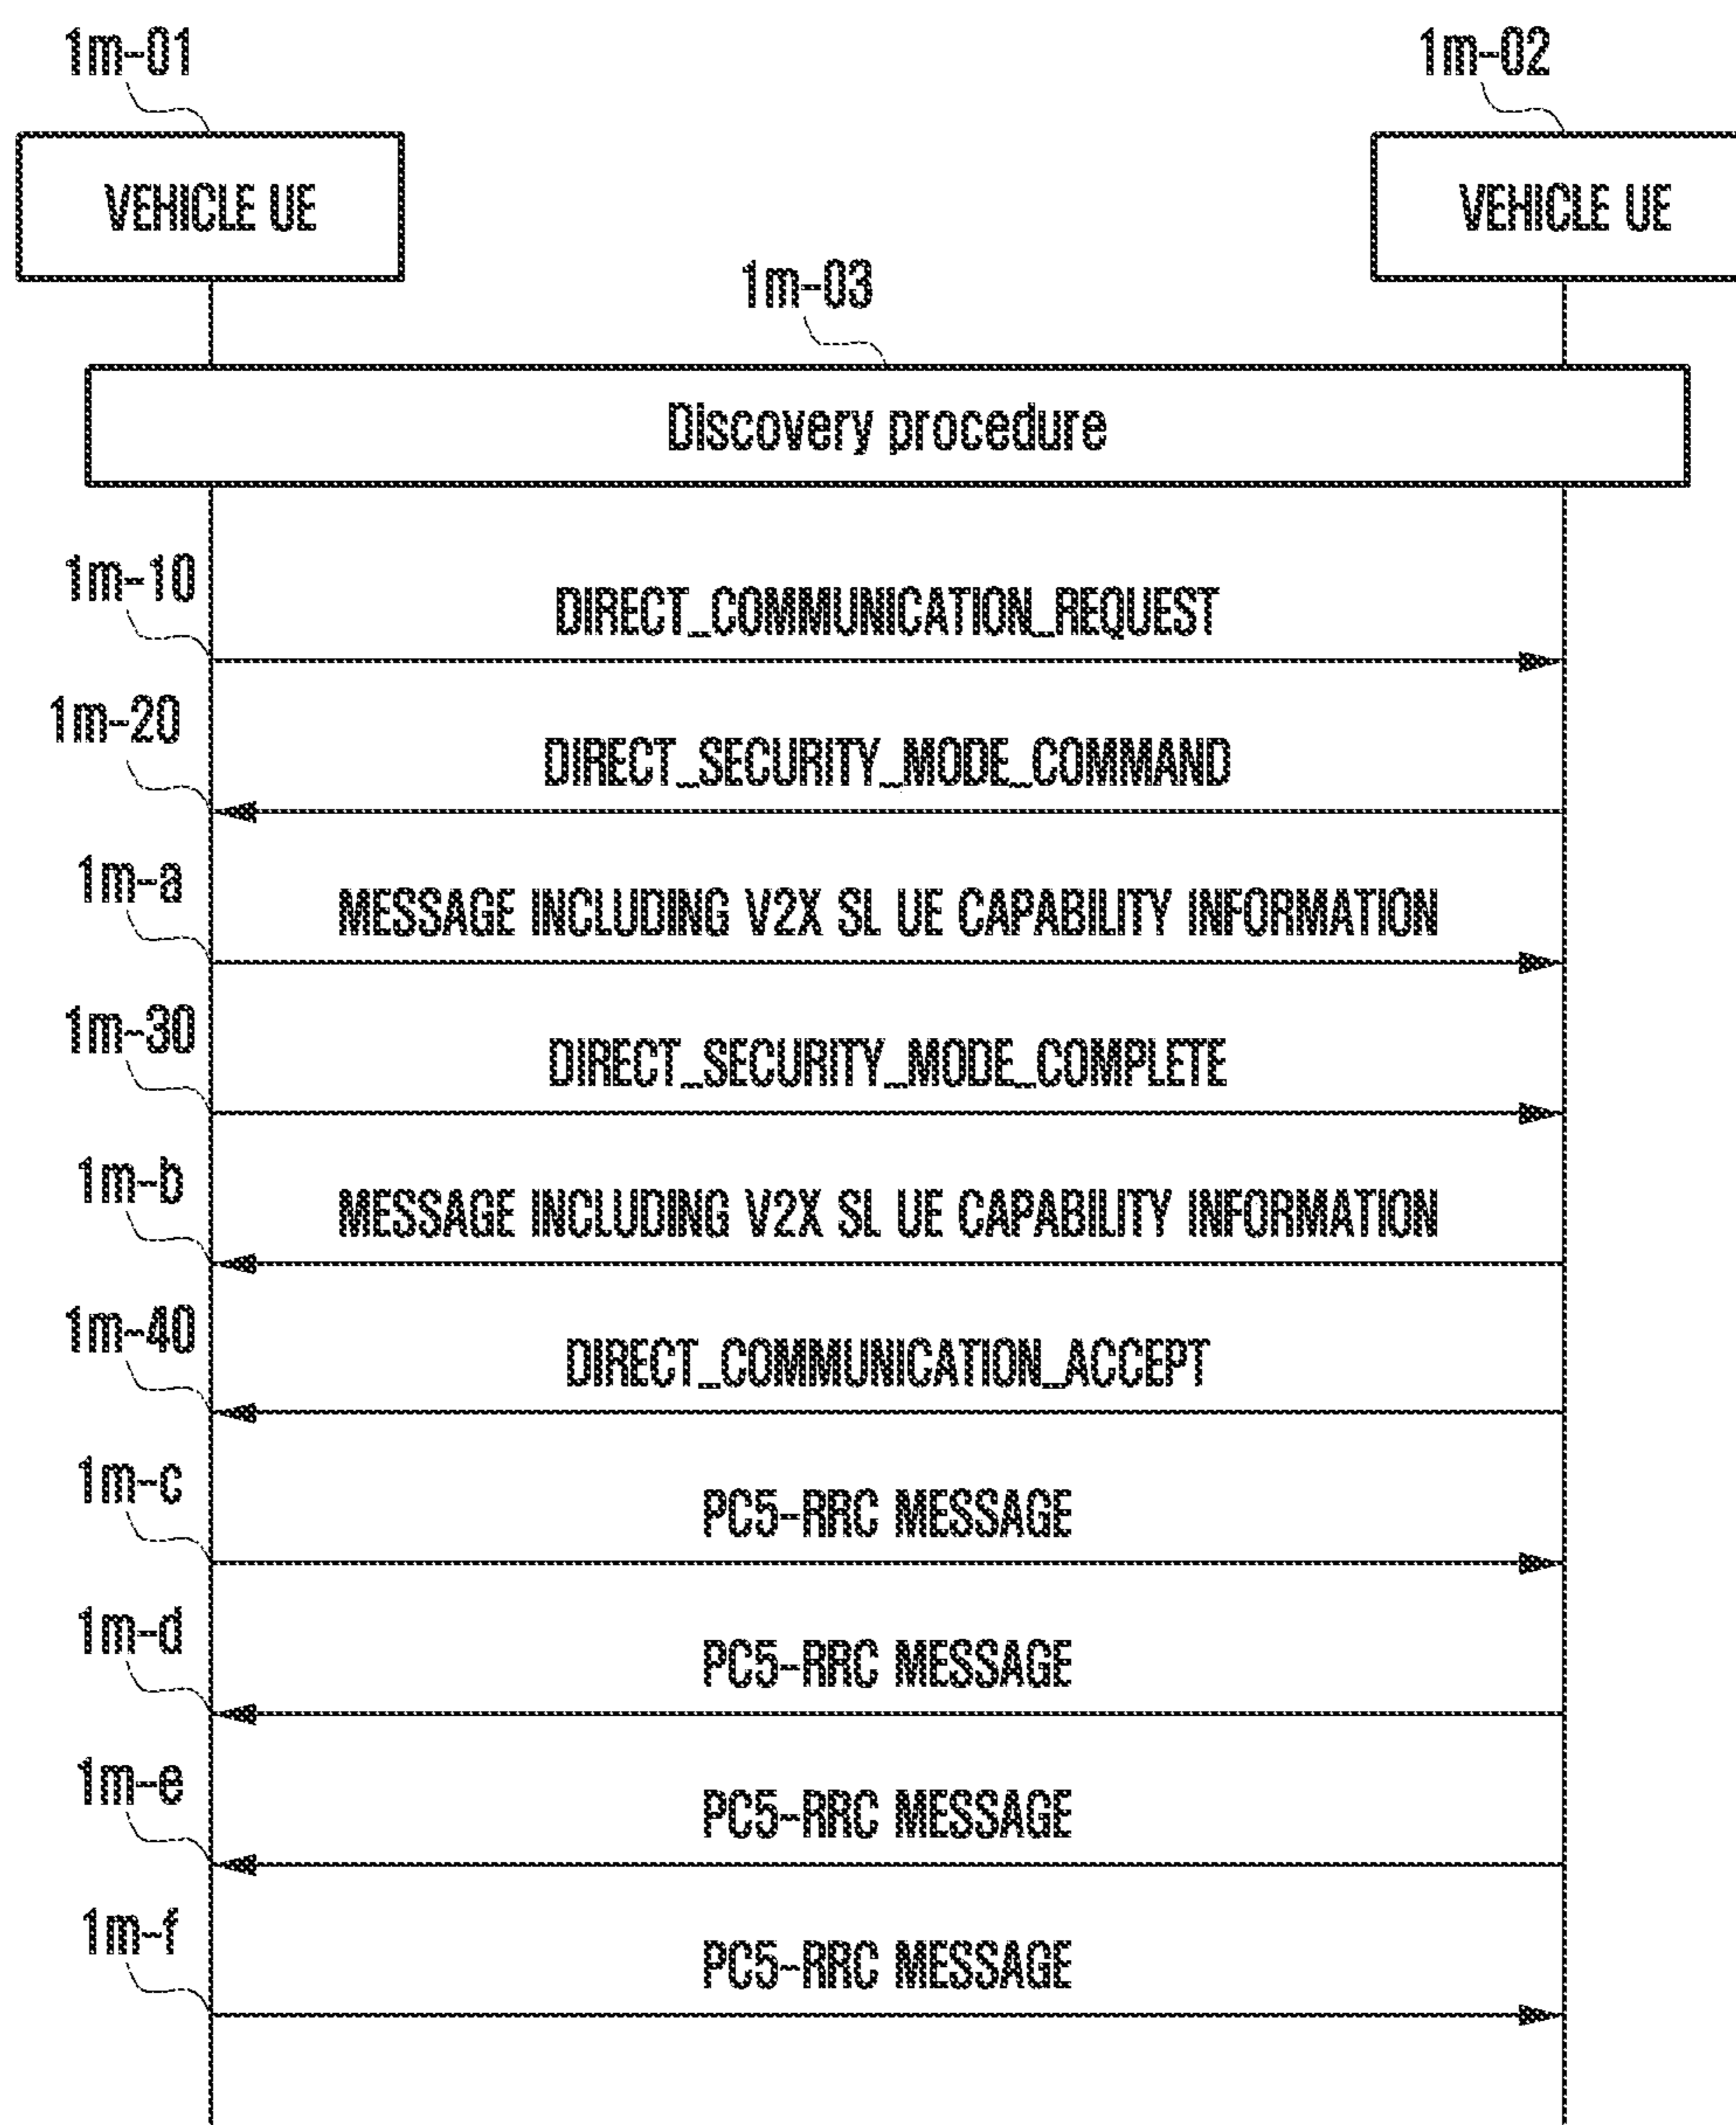 1m-01
1m-02
VEHICLE UE
VEHICLE UE
1m-03
Discovery procedure
1m-10
DIRECT_COMMUNICATION_REQUEST
1m-20
DIRECT_SECURITY_MODE_COMMAND
1m-a
MESSAGE INCLUDING V2X SL UE CAPABILITY INFORMATION
1m-30
DIRECT_SECURITY_MODE_COMPLETE
1m-b
MESSAGE INCLUDING V2X SL UE CAPABILITY INFORMATION
1m-40
DIRECT_COMMUNICATION_ACCEPT
1m-c
PC5-RRC MESSAGE
1m-d
PC5-RRC MESSAGE
1m-e
PC5-RRC MESSAGE
1m-f
PC5-RRC MESSAGE